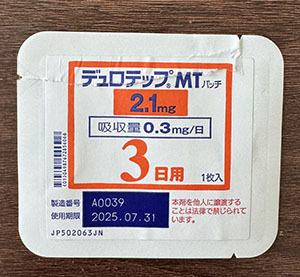 デュロテップ®MTパッチ
2.1mg
吸収量0.3mg/日
3日用
1枚入
製造番号 A0039
使用期限 2025.07.31
本剤を他人に譲渡する
ことは法律で禁じられて
います。
JP502063JN